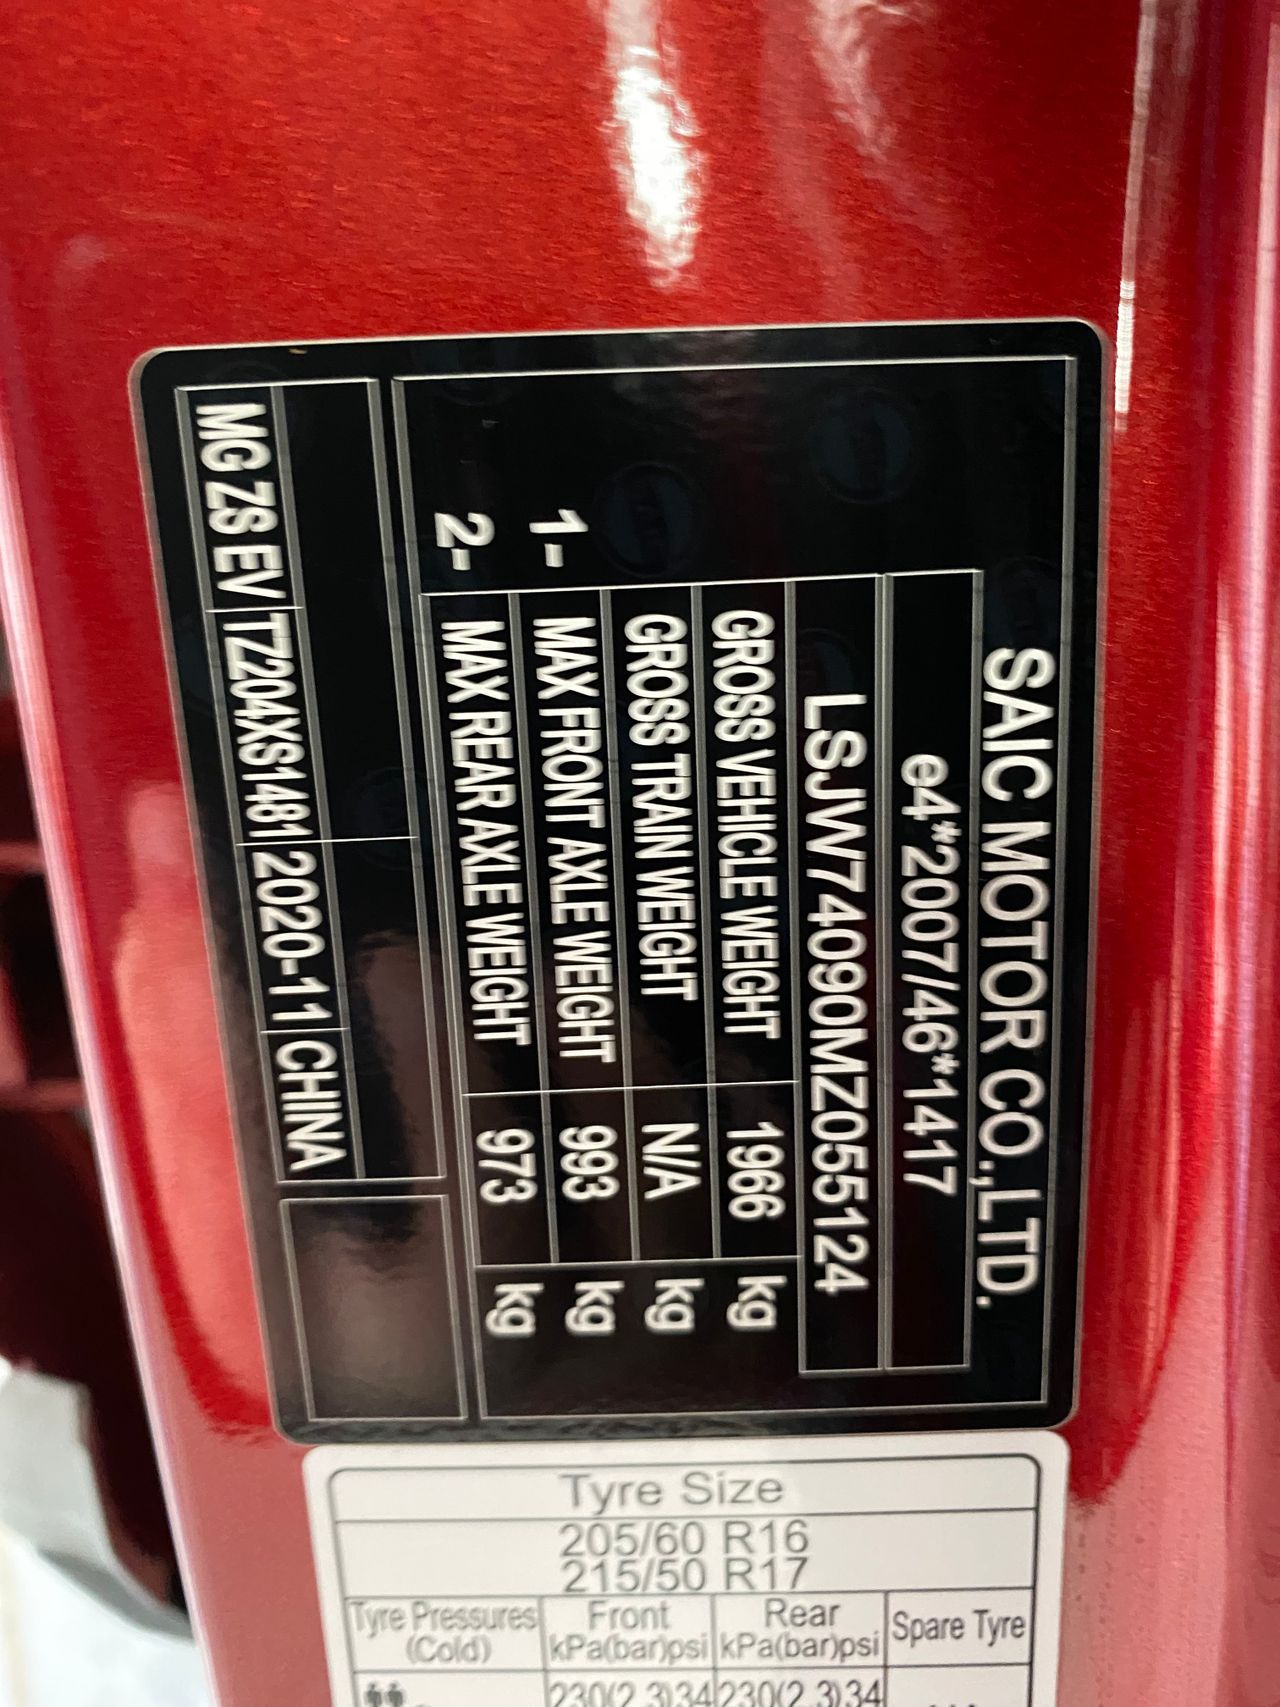 SAIC MOTOR CO.,LTD.
e4*2007/46*1417
LSJW74090MZ055124
GROSS VEHICLE WEIGHT 1966 kg
GROSS TRAIN WEIGHT N/A kg
1- MAX FRONT AXLE WEIGHT 993 kg
2- MAX REAR AXLE WEIGHT 973 kg
MG ZS EV TZ204XS1481 2020-11 CHINA
Tyre Size
205/60 R16
215/50 R17
Tyre Pressures Front Rear Spare Tyre
(Cold) kPa(bar)psi kPa(bar)psi
230(2.3)34 230(2.3)34